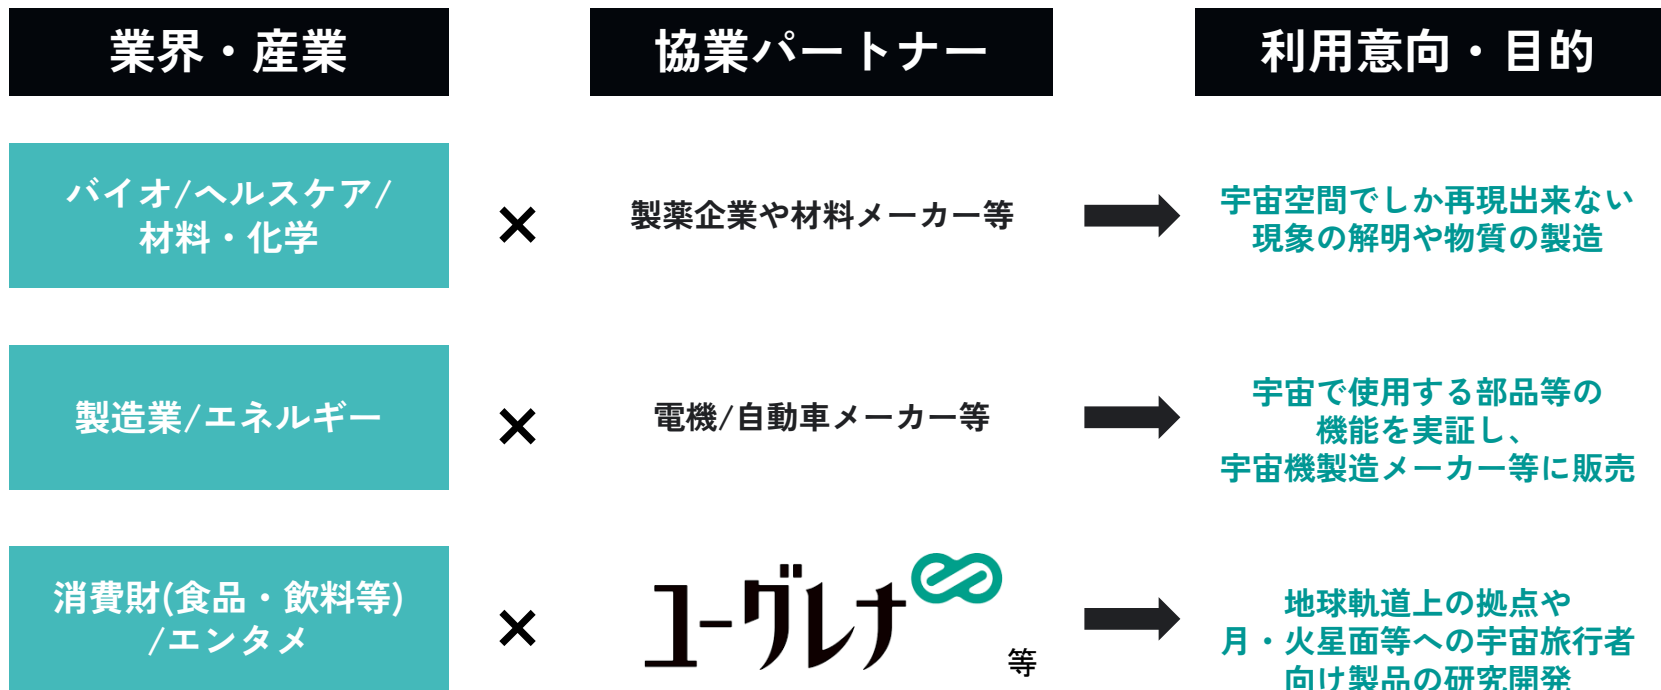 業界・産業
協業パートナー
利用意向・目的
バイオ/ヘルスケア/
材料・化学
×
製薬企業や材料メーカー等
宇宙空間でしか再現出来ない
現象の解明や物質の製造
製造業/エネルギー
×
電機/自動車メーカー等
宇宙で使用する部品等の
機能を実証し、
宇宙機製造メーカー等に販売
消費財(食品・飲料等)
/エンタメ
×
ユーグレナ
等
地球軌道上の拠点や
月・火星面等への宇宙旅行者
向け製品の研究開発